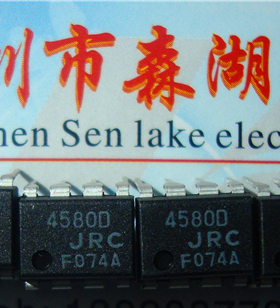 圳市森湖
hen Sen lake elec
4580D
JRC
F074A
4580D
JRC
F074A